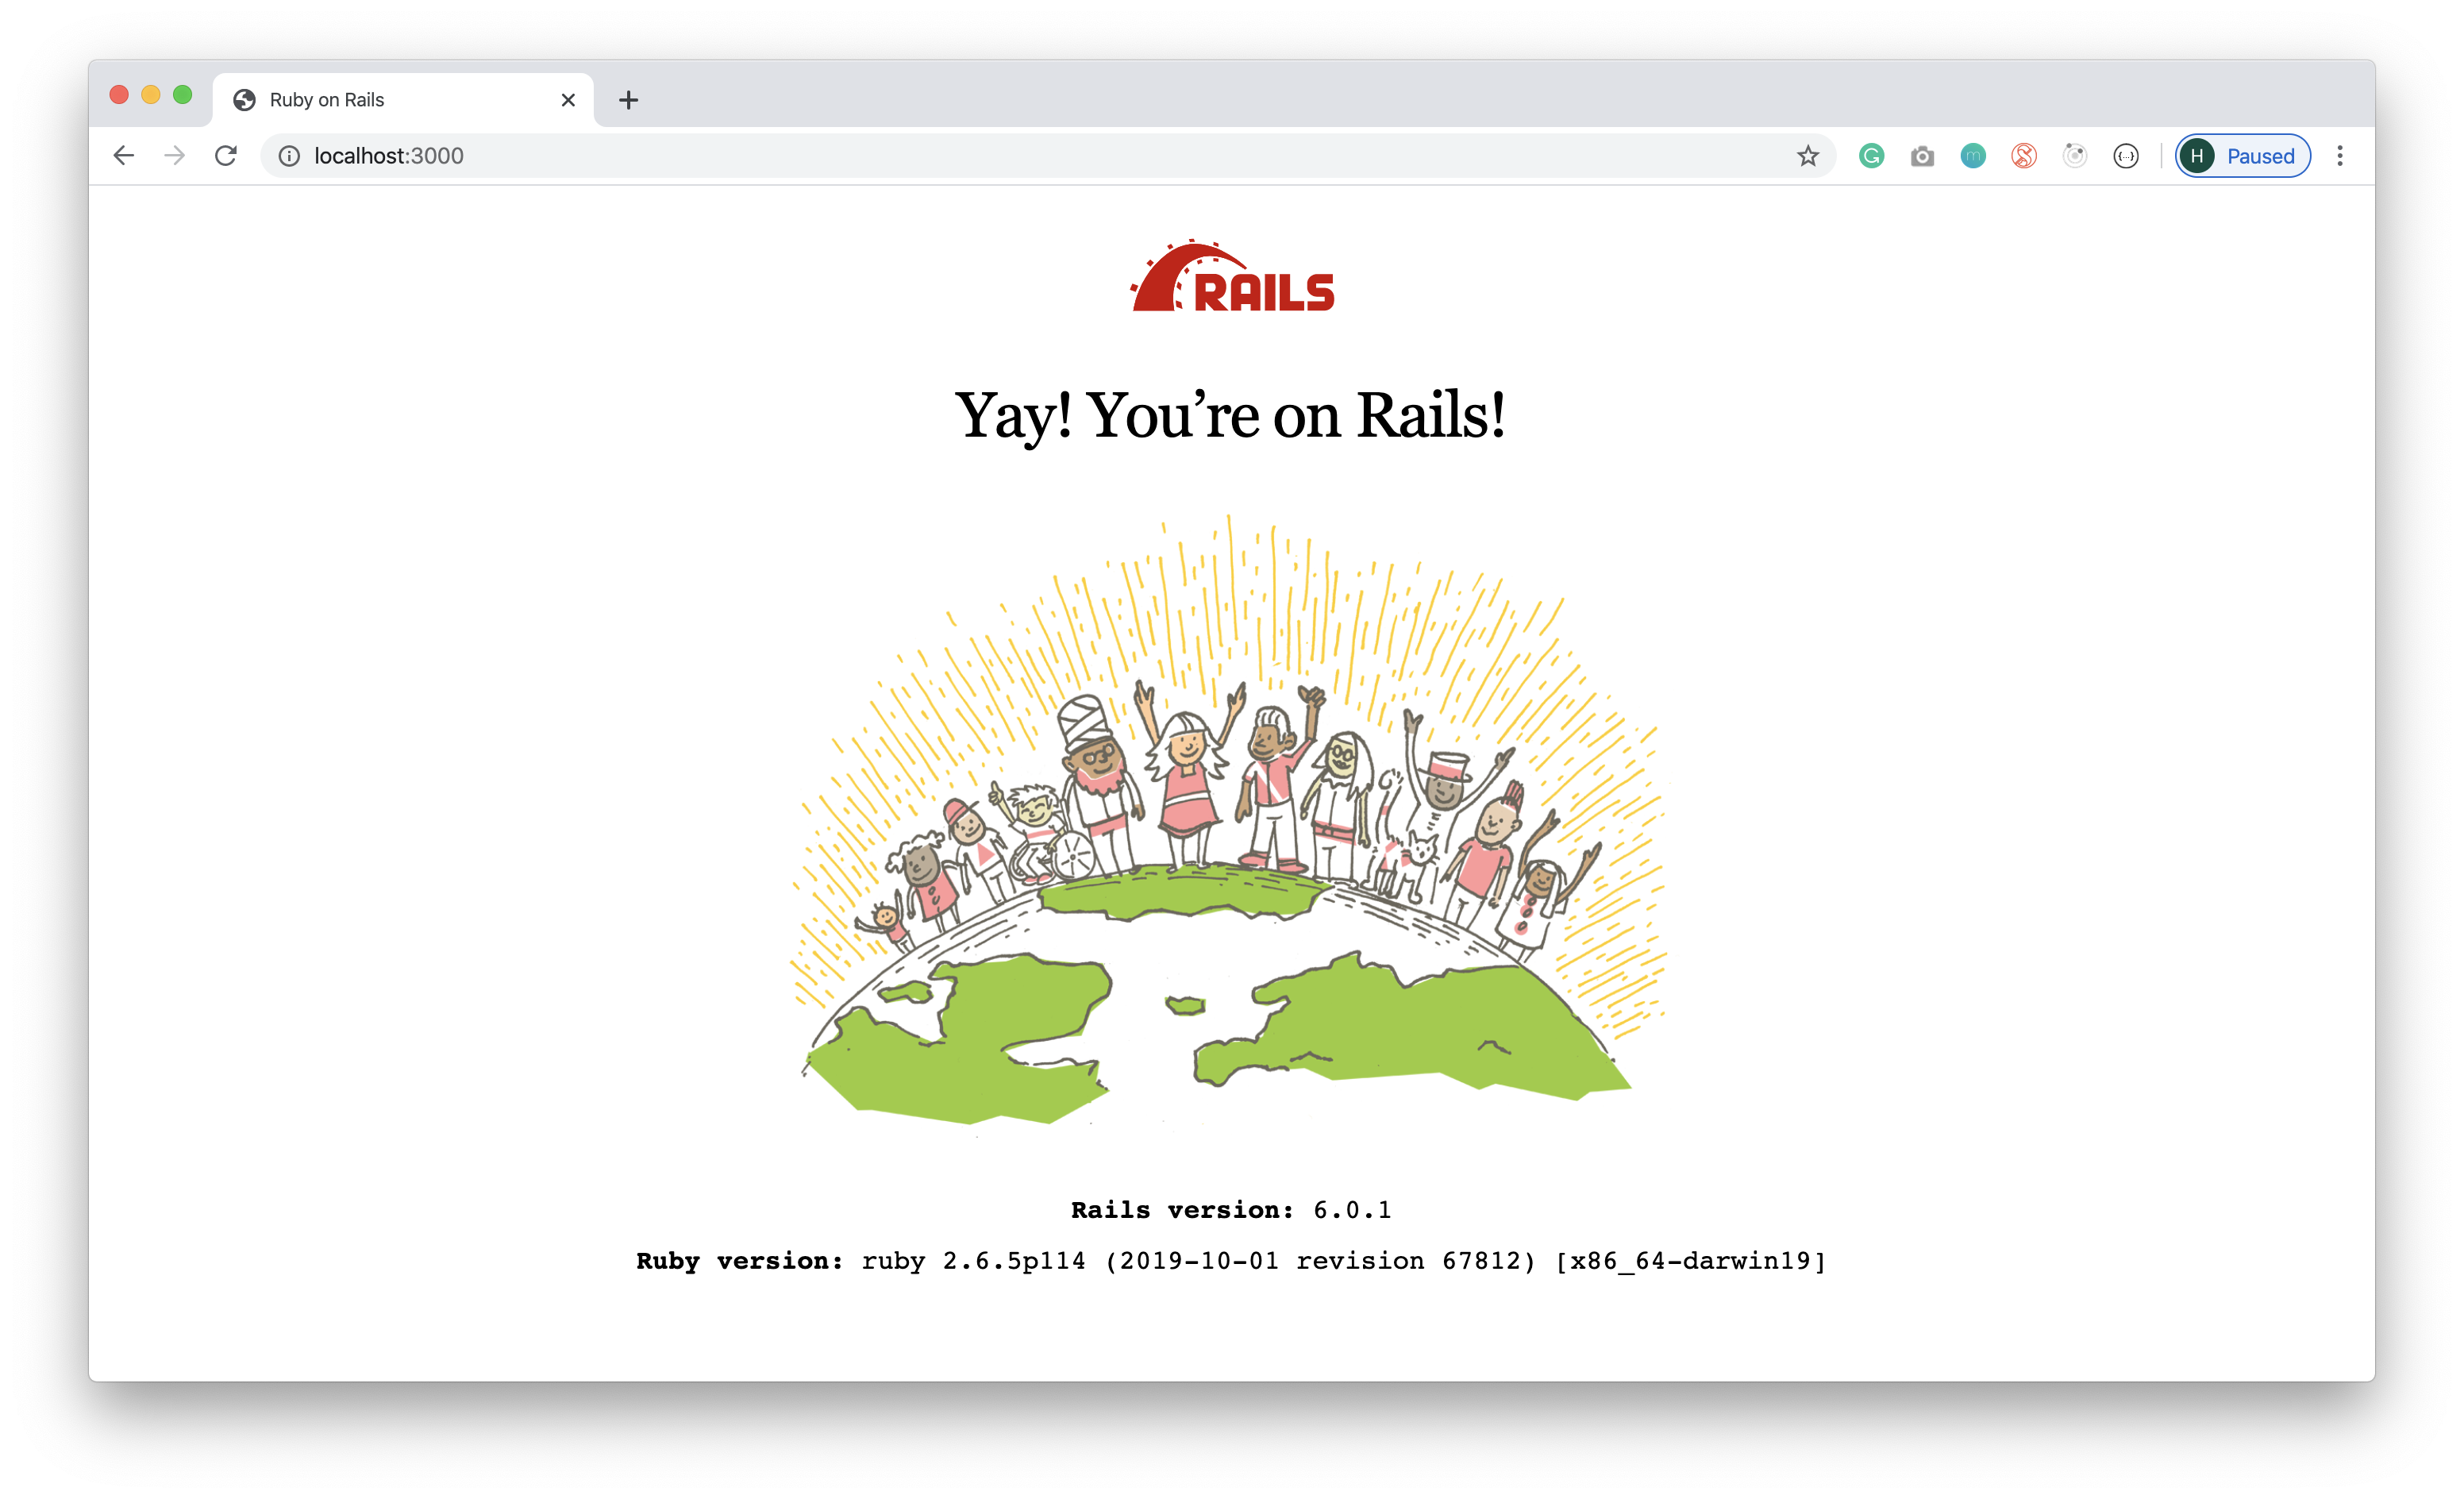 Ruby on Rails
localhost:3000
H Paused
RAILS
Yay! You’re on Rails!
Rails version: 6.0.1
Ruby version: ruby 2.6.5p114 (2019-10-01 revision 67812) [x86_64-darwin19]